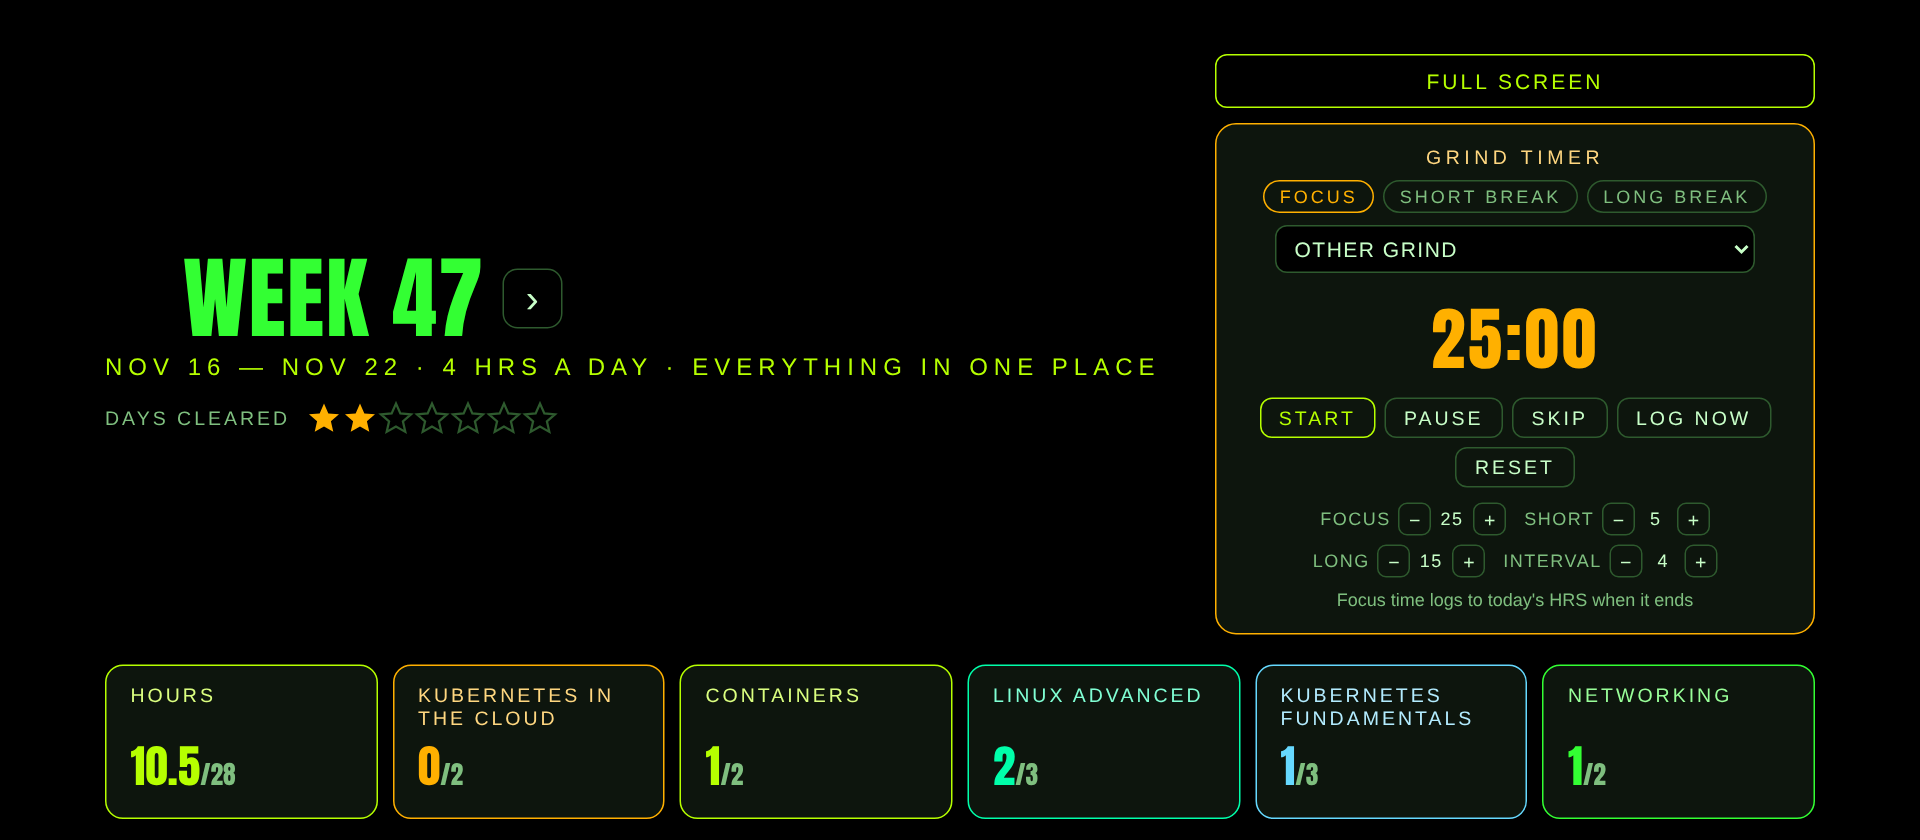 FULL SCREEN
GRIND TIMER
FOCUS SHORT BREAK LONG BREAK
OTHER GRIND
25:00
START PAUSE SKIP LOG NOW
RESET
FOCUS − 25 + SHORT − 5 +
LONG − 15 + INTERVAL − 4 +
Focus time logs to today's HRS when it ends
WEEK 47 ›
NOV 16 — NOV 22 · 4 HRS A DAY · EVERYTHING IN ONE PLACE
DAYS CLEARED
HOURS
10.5/28
KUBERNETES IN
THE CLOUD
0/2
CONTAINERS
1/2
LINUX ADVANCED
2/3
KUBERNETES
FUNDAMENTALS
1/3
NETWORKING
1/2